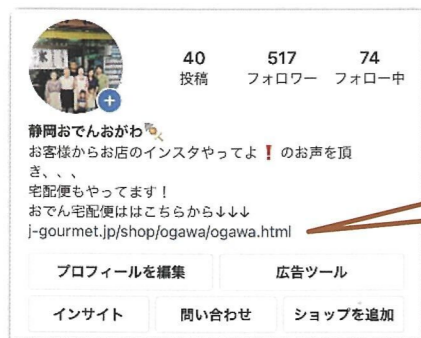 40 517 74
投稿 フォロワー フォロー中
静岡おでんおがわ🍢
お客様からお店のインスタやってよ❗のお声を頂
き、、、
宅配便もやってます！
おでん宅配便ははこちらから↓↓↓
j-gourmet.jp/shop/ogawa/ogawa.html
プロフィールを編集 広告ツール
インサイト 問い合わせ ショップを追加